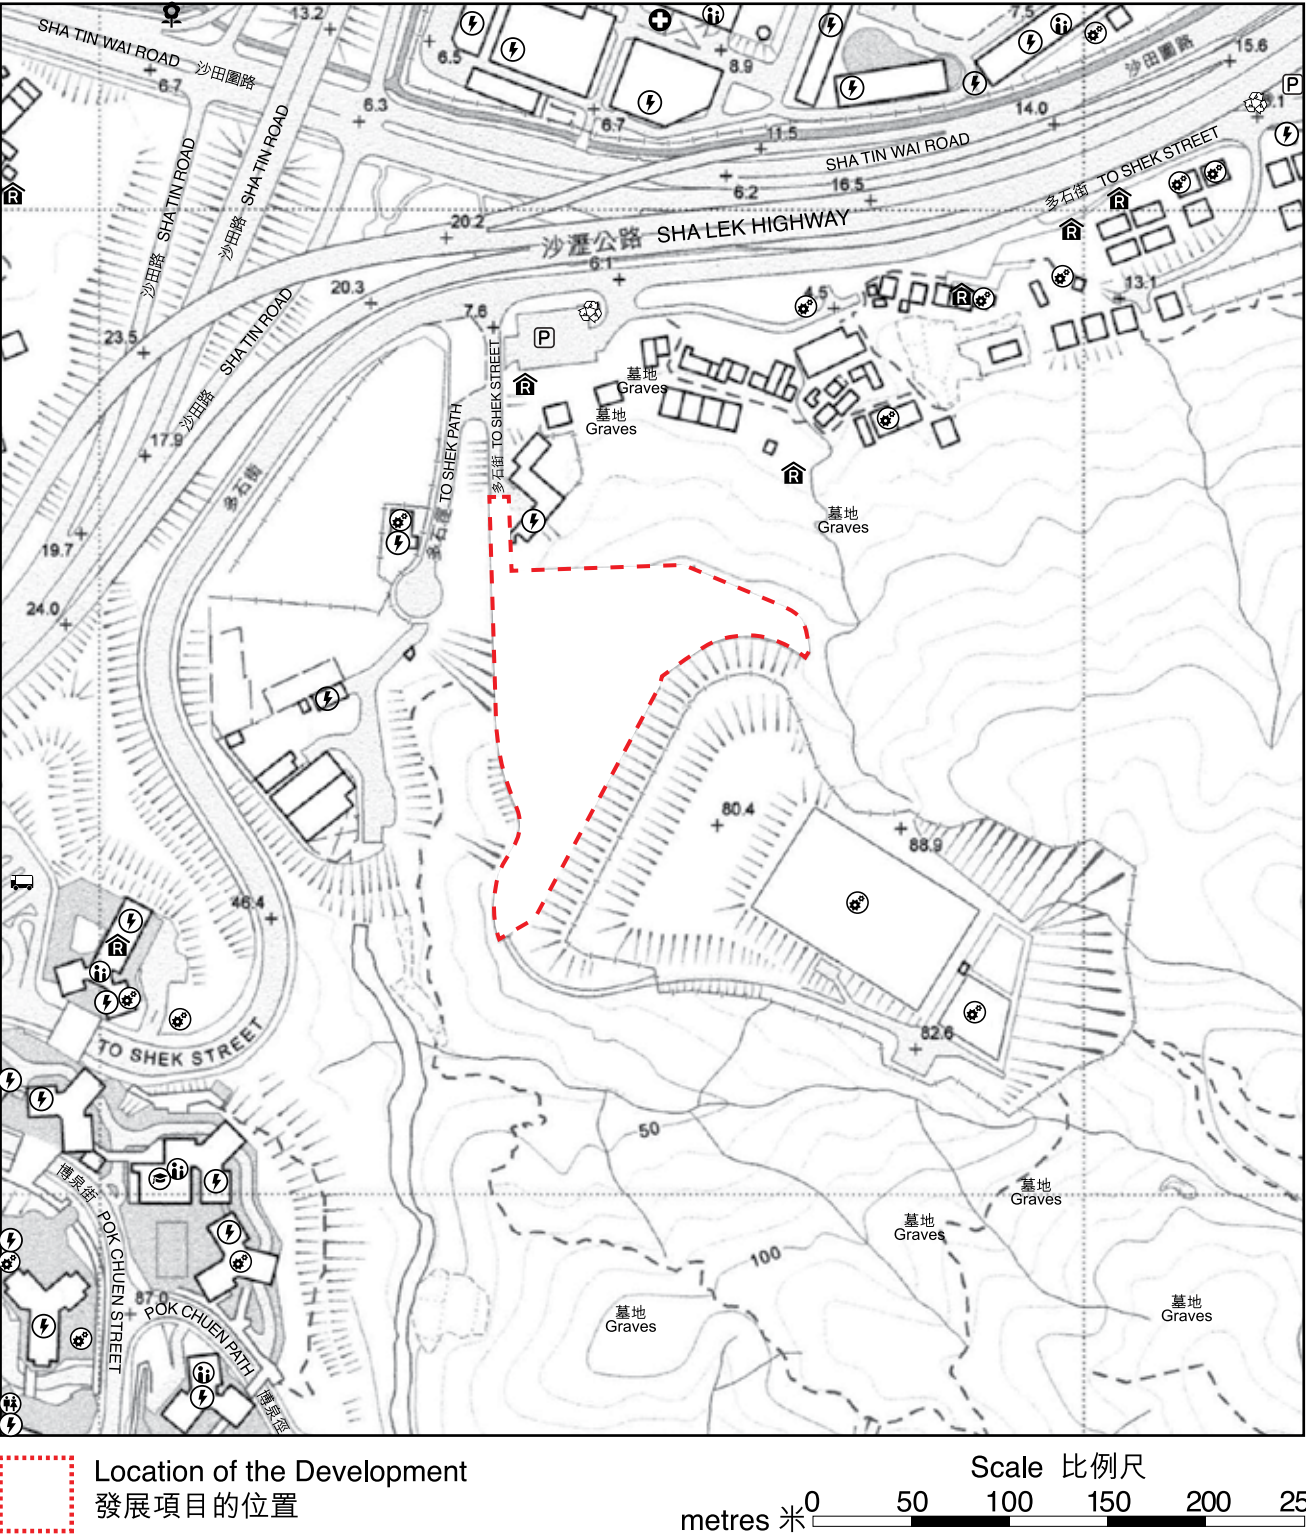 13.2
SHA TIN WAI ROAD 沙田圍路
6.7
6.5
8.9
7.5
沙田圍路
15.6
P
6.3
6.7
11.5
14.0
SHA TIN WAI ROAD
沙田路 SHA TIN ROAD
沙田路 SHA TIN ROAD
6.2
16.5
多石街 TO SHEK STREET
R
R
R
20.2
沙瀝公路 SHA LEK HIGHWAY
6.1
20.3
7.6
4.5
R
13.1
23.5
沙田路 SHA TIN ROAD
P
R
墓地
Graves
墓地
Graves
17.9
多石街
多石徑 TO SHEK PATH
多石街 TO SHEK STREET
R
墓地
Graves
19.7
24.0
80.4
88.9
46.4
R
82.6
TO SHEK STREET
50
博泉街 POK CHUEN STREET
墓地
Graves
墓地
Graves
100
87.0
POK CHUEN PATH
博泉徑
墓地
Graves
墓地
Graves
Location of the Development
發展項目的位置
Scale 比例尺
metres 米 0 50 100 150 200 25